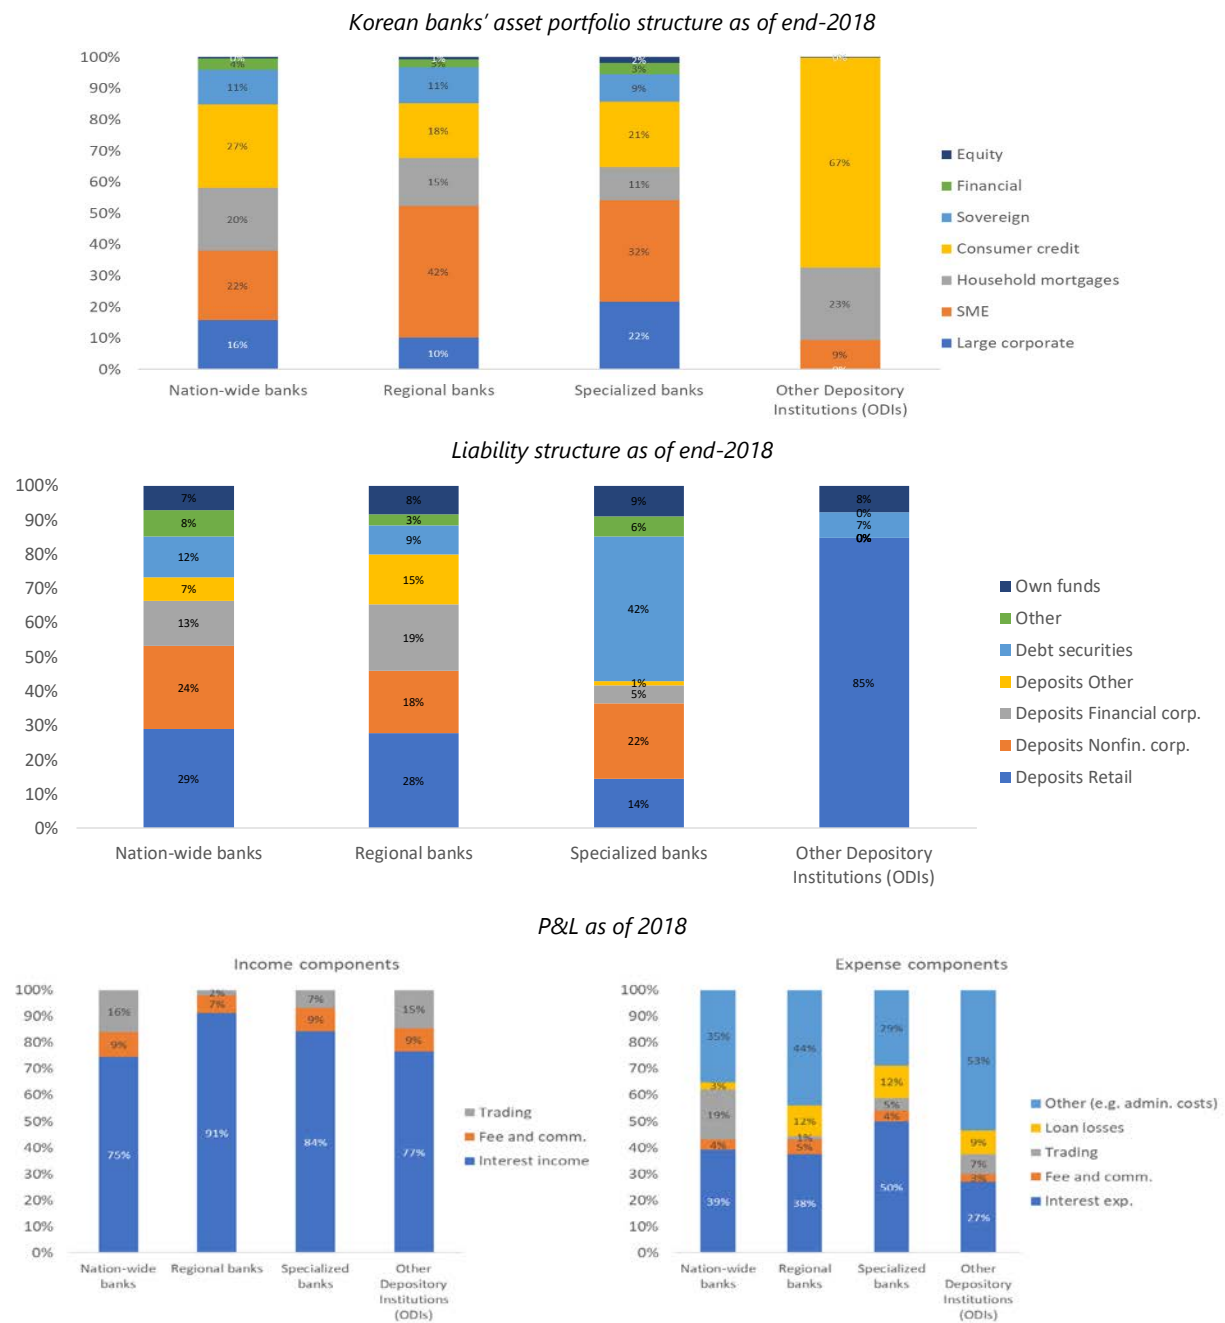 Korean banks' asset portfolio structure as of end-2018
100%
90%
80%
70%
60%
50%
40%
30%
20%
10%
0%
0%
4%
11%
27%
20%
22%
16%
1%
3%
11%
18%
15%
42%
10%
2%
3%
9%
21%
11%
32%
22%
0%
67%
23%
9%
0%
Nation-wide banks
Regional banks
Specialized banks
Other Depository
Institutions (ODIs)
Equity
Financial
Sovereign
Consumer credit
Household mortgages
SME
Large corporate
Liability structure as of end-2018
100%
90%
80%
70%
60%
50%
40%
30%
20%
10%
0%
7%
8%
12%
7%
13%
24%
29%
8%
3%
9%
15%
19%
18%
28%
9%
6%
42%
1%
5%
22%
14%
8%
0%
7%
0%
85%
Nation-wide banks
Regional banks
Specialized banks
Other Depository
Institutions (ODIs)
Own funds
Other
Debt securities
Deposits Other
Deposits Financial corp.
Deposits Nonfin. corp.
Deposits Retail
P&L as of 2018
Income components
100%
90%
80%
70%
60%
50%
40%
30%
20%
10%
0%
16%
9%
75%
2%
7%
91%
7%
9%
84%
15%
9%
77%
Nation-wide
banks
Regional banks
Specialized
banks
Other
Depository
Institutions
(ODIs)
Trading
Fee and comm.
Interest income
Expense components
100%
90%
80%
70%
60%
50%
40%
30%
20%
10%
0%
35%
3%
19%
4%
39%
44%
12%
1%
5%
38%
29%
12%
5%
4%
50%
53%
9%
7%
3%
27%
Nation-wide
banks
Regional
banks
Specialized
banks
Other
Depository
Institutions
(ODIs)
Other (e.g. admin. costs)
Loan losses
Trading
Fee and comm.
Interest exp.